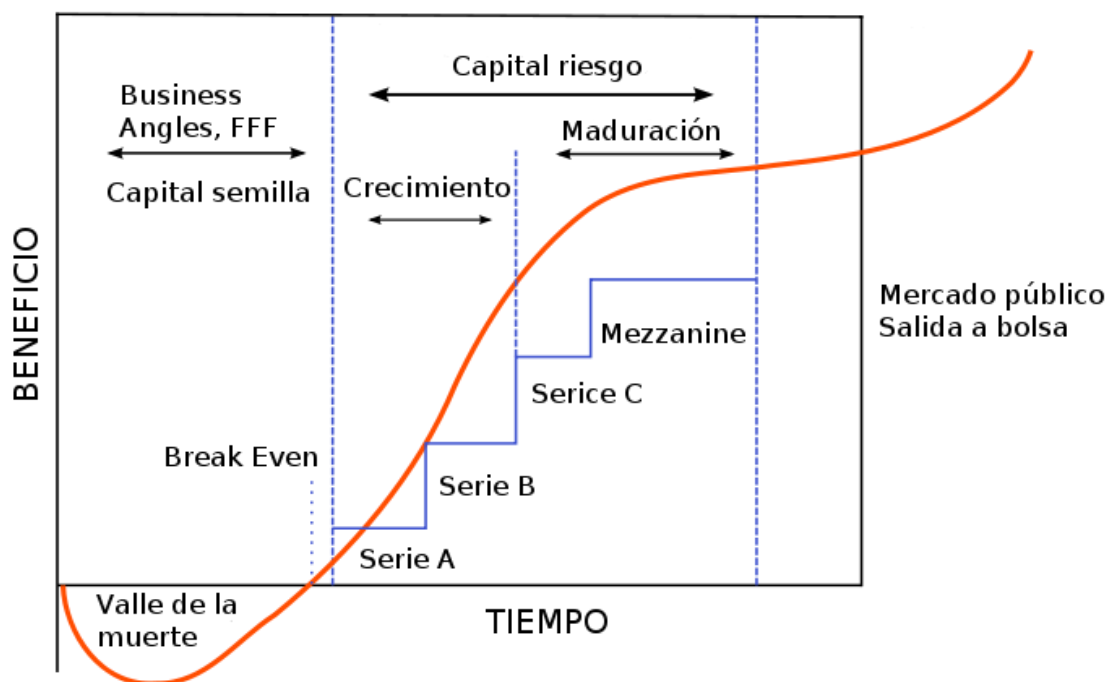 Capital riesgo
Business
Angles, FFF
Maduración
Capital semilla
Crecimiento
BENEFICIO
Mercado público
Salida a bolsa
Mezzanine
Serice C
Break Even
Serie B
Serie A
Valle de la
muerte
TIEMPO